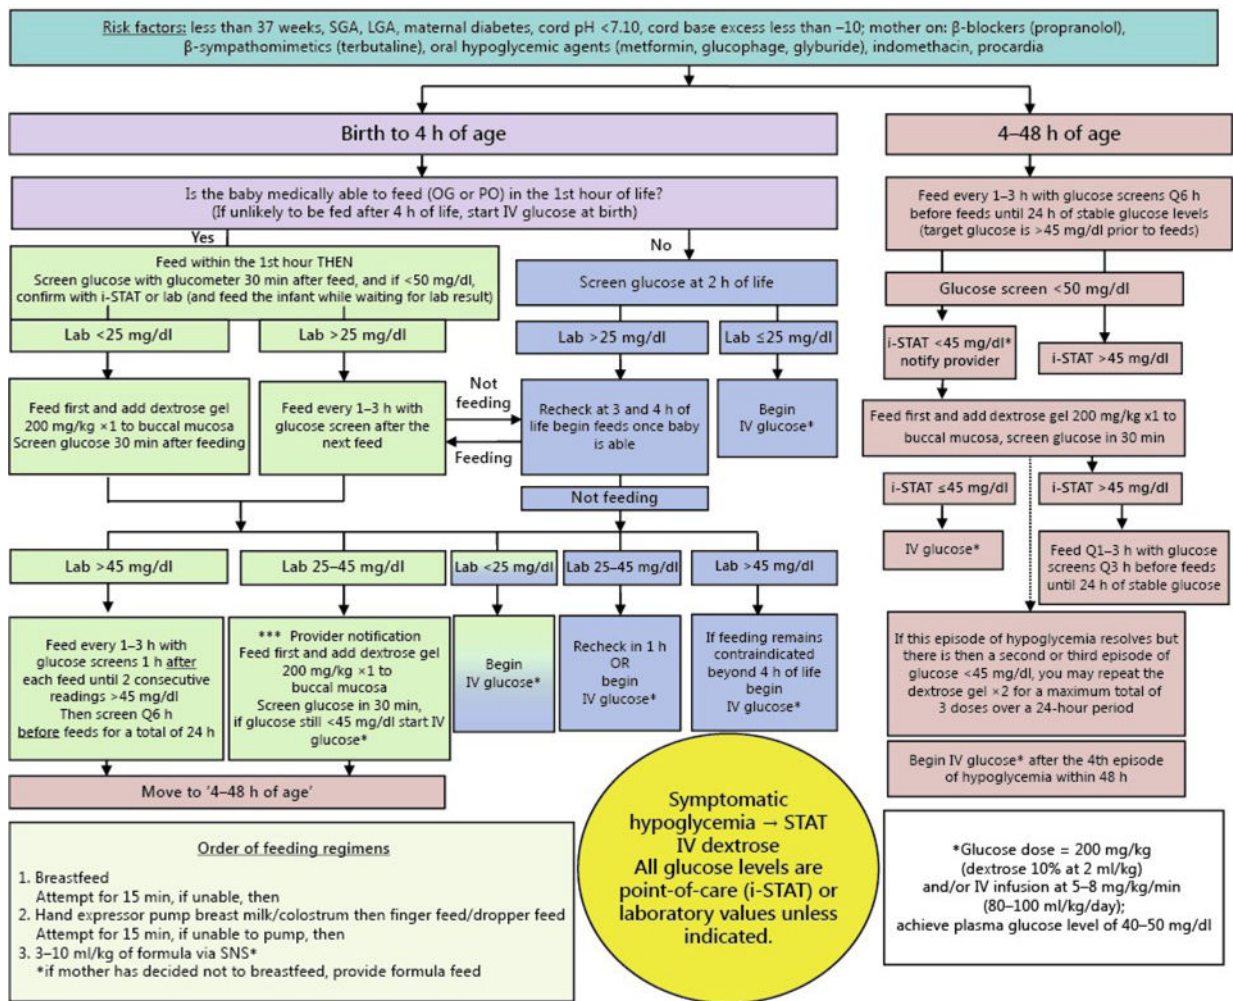 Risk factors: less than 37 weeks, SGA, LGA, maternal diabetes, cord pH <7.10, cord base excess less than –10; mother on: β-blockers (propranolol),
β-sympathomimetics (terbutaline), oral hypoglycemic agents (metformin, glucophage, glyburide), indomethacin, procardia
Birth to 4 h of age
Is the baby medically able to feed (OG or PO) in the 1st hour of life?
(If unlikely to be fed after 4 h of life, start IV glucose at birth)
Yes
No
Feed within the 1st hour THEN
Screen glucose with glucometer 30 min after feed, and if <50 mg/dl,
confirm with i-STAT or lab (and feed the infant while waiting for lab result)
Screen glucose at 2 h of life
Lab <25 mg/dl
Lab >25 mg/dl
Lab >25 mg/dl
Lab ≤25 mg/dl
Feed first and add dextrose gel
200 mg/kg ×1 to buccal mucosa
Screen glucose 30 min after feeding
Feed every 1–3 h with
glucose screen after the
next feed
Not
feeding
Feeding
Recheck at 3 and 4 h of
life begin feeds once baby
is able
Begin
IV glucose*
Not feeding
Lab >45 mg/dl
Lab 25–45 mg/dl
Lab <25 mg/dl
Lab 25–45 mg/dl
Lab >45 mg/dl
Feed every 1–3 h with
glucose screens 1 h after
each feed until 2 consecutive
readings >45 mg/dl
Then screen Q6 h
before feeds for a total of 24 h
*** Provider notification
Feed first and add dextrose gel
200 mg/kg ×1 to
buccal mucosa
Screen glucose in 30 min,
if glucose still <45 mg/dl start IV
glucose*
Begin
IV glucose*
Recheck in 1 h
OR
begin
IV glucose*
If feeding remains
contraindicated
beyond 4 h of life
begin
IV glucose*
Move to '4–48 h of age'
4–48 h of age
Feed every 1–3 h with glucose screens Q6 h
before feeds until 24 h of stable glucose levels
(target glucose is >45 mg/dl prior to feeds)
Glucose screen <50 mg/dl
i-STAT <45 mg/dl*
notify provider
i-STAT >45 mg/dl
Feed first and add dextrose gel 200 mg/kg x1 to
buccal mucosa, screen glucose in 30 min
i-STAT ≤45 mg/dl
i-STAT >45 mg/dl
IV glucose*
Feed Q1–3 h with glucose
screens Q3 h before feeds
until 24 h of stable glucose
If this episode of hypoglycemia resolves but
there is then a second or third episode of
glucose <45 mg/dl, you may repeat the
dextrose gel ×2 for a maximum total of
3 doses over a 24-hour period
Begin IV glucose* after the 4th episode
of hypoglycemia within 48 h
Order of feeding regimens
1. Breastfeed
Attempt for 15 min, if unable, then
2. Hand expressor pump breast milk/colostrum then finger feed/dropper feed
Attempt for 15 min, if unable to pump, then
3. 3–10 ml/kg of formula via SNS*
*if mother has decided not to breastfeed, provide formula feed
Symptomatic
hypoglycemia → STAT
IV dextrose
All glucose levels are
point-of-care (i-STAT) or
laboratory values unless
indicated.
*Glucose dose = 200 mg/kg
(dextrose 10% at 2 ml/kg)
and/or IV infusion at 5–8 mg/kg/min
(80–100 ml/kg/day);
achieve plasma glucose level of 40–50 mg/dl